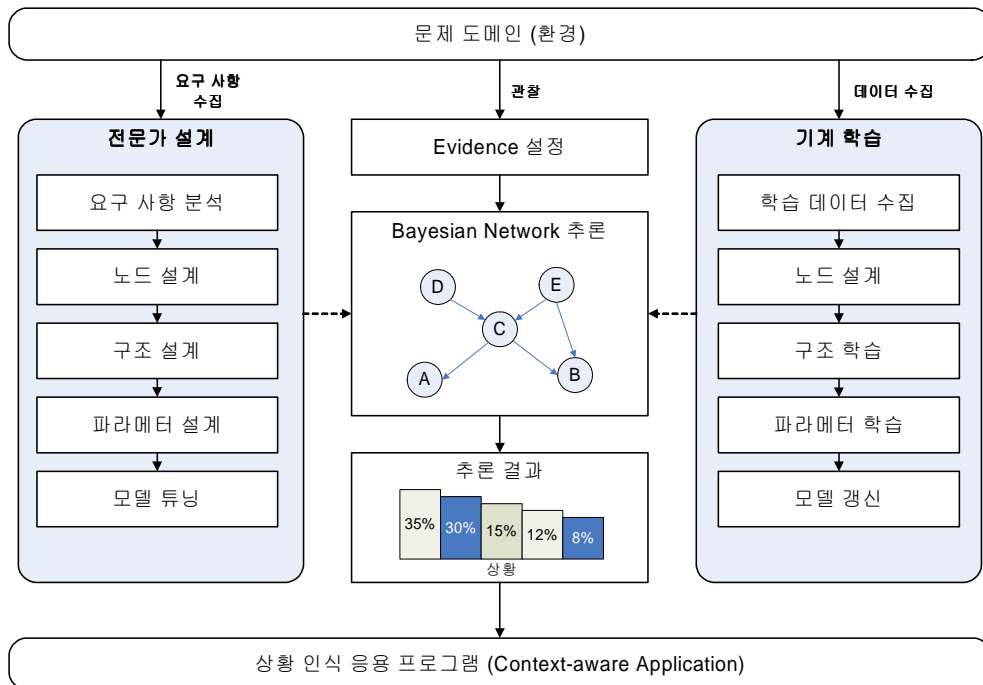 문제 도메인 (환경)
요구 사항
수집
관찰
데이터 수집
전문가 설계
요구 사항 분석
노드 설계
구조 설계
파라메터 설계
모델 튜닝
Evidence 설정
Bayesian Network 추론
D
E
C
A
B
추론 결과
35%
30%
15%
12%
8%
상황
기계 학습
학습 데이터 수집
노드 설계
구조 학습
파라메터 학습
모델 갱신
상황 인식 응용 프로그램 (Context-aware Application)